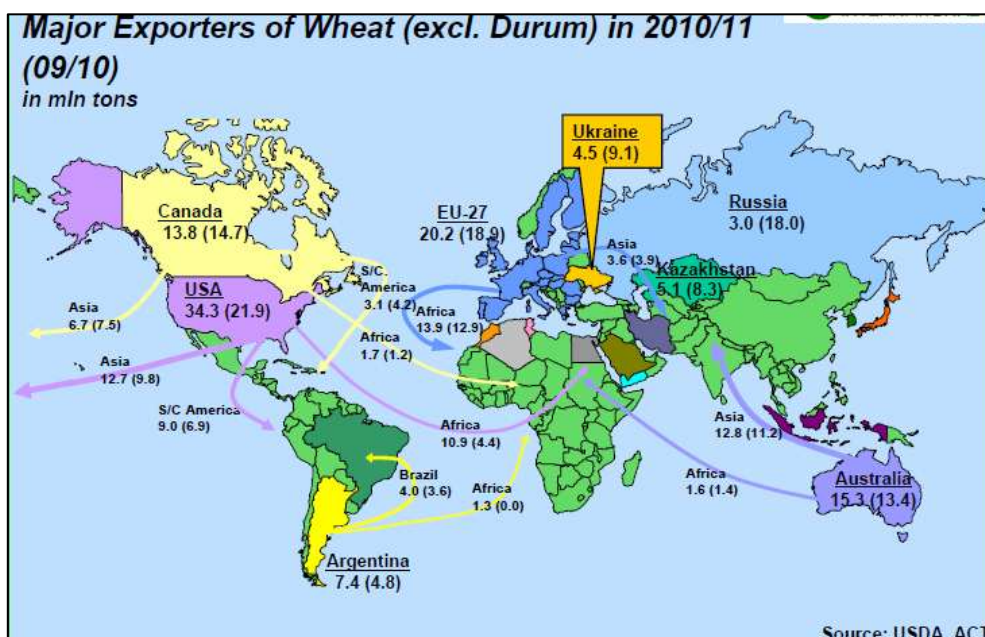 Major Exporters of Wheat (excl. Durum) in 2010/11
(09/10)
in mln tons
Ukraine
4.5 (9.1)
Canada
13.8 (14.7)
EU-27
20.2 (18.9)
Russia
3.0 (18.0)
Asia
3.6 (3.9)
Kazakhstan
5.1 (8.3)
USA
34.3 (21.9)
S/C.
America
3.1 (4.2)
Asia
6.7 (7.5)
Africa
13.9 (12.9)
Africa
1.7 (1.2)
Asia
12.7 (9.8)
S/C America
9.0 (6.9)
Africa
10.9 (4.4)
Asia
12.8 (11.2)
Brazil
4.0 (3.6)
Africa
1.3 (0.0)
Africa
1.6 (1.4)
Australia
15.3 (13.4)
Argentina
7.4 (4.8)
Source: USDA, ACT